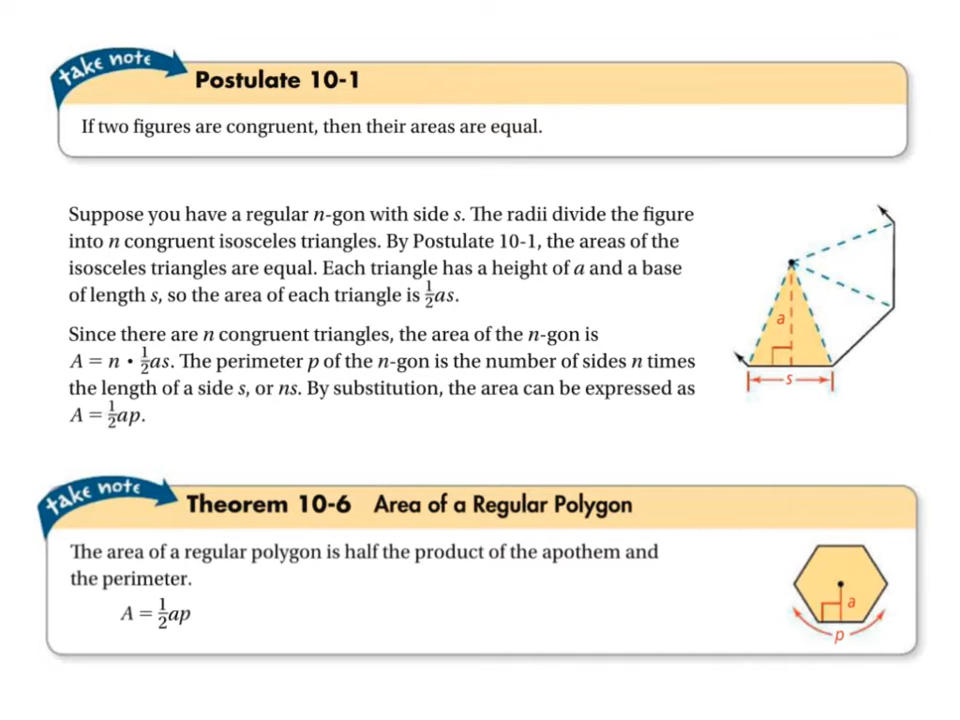 take note
Postulate 10-1
If two figures are congruent, then their areas are equal.
Suppose you have a regular n-gon with side s. The radii divide the figure
into n congruent isosceles triangles. By Postulate 10-1, the areas of the
isosceles triangles are equal. Each triangle has a height of a and a base
of length s, so the area of each triangle is ½as.
Since there are n congruent triangles, the area of the n-gon is
A = n • ½as. The perimeter p of the n-gon is the number of sides n times
the length of a side s, or ns. By substitution, the area can be expressed as
A = ½ap.
a
s
take note
Theorem 10-6 Area of a Regular Polygon
The area of a regular polygon is half the product of the apothem and
the perimeter.
A = ½ap
a
p